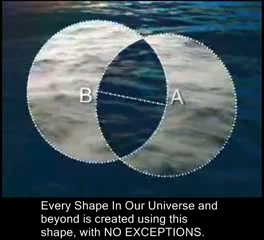 B A
Every Shape In Our Universe and
beyond is created using this
shape, with NO EXCEPTIONS.